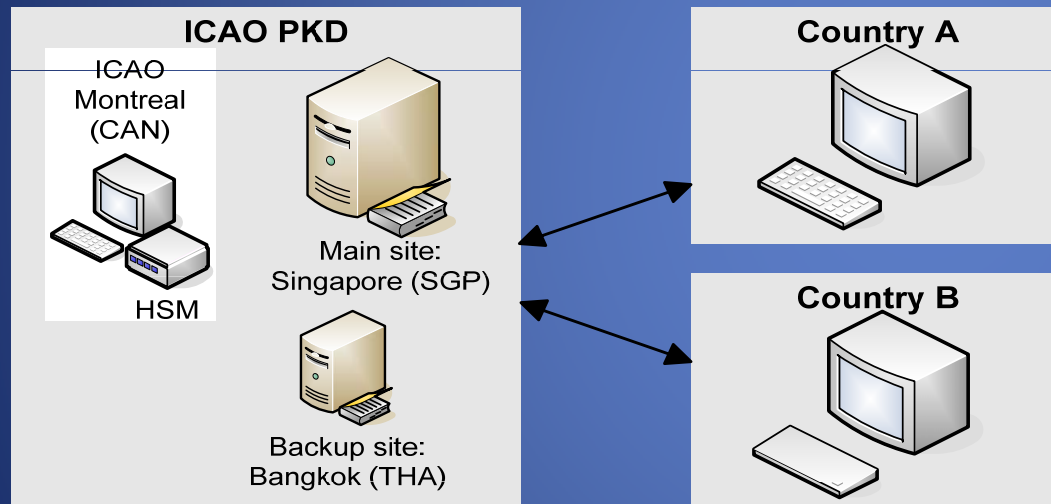 ICAO PKD
ICAO
Montreal
(CAN)
HSM
Main site:
Singapore (SGP)
Backup site:
Bangkok (THA)
Country A
Country B